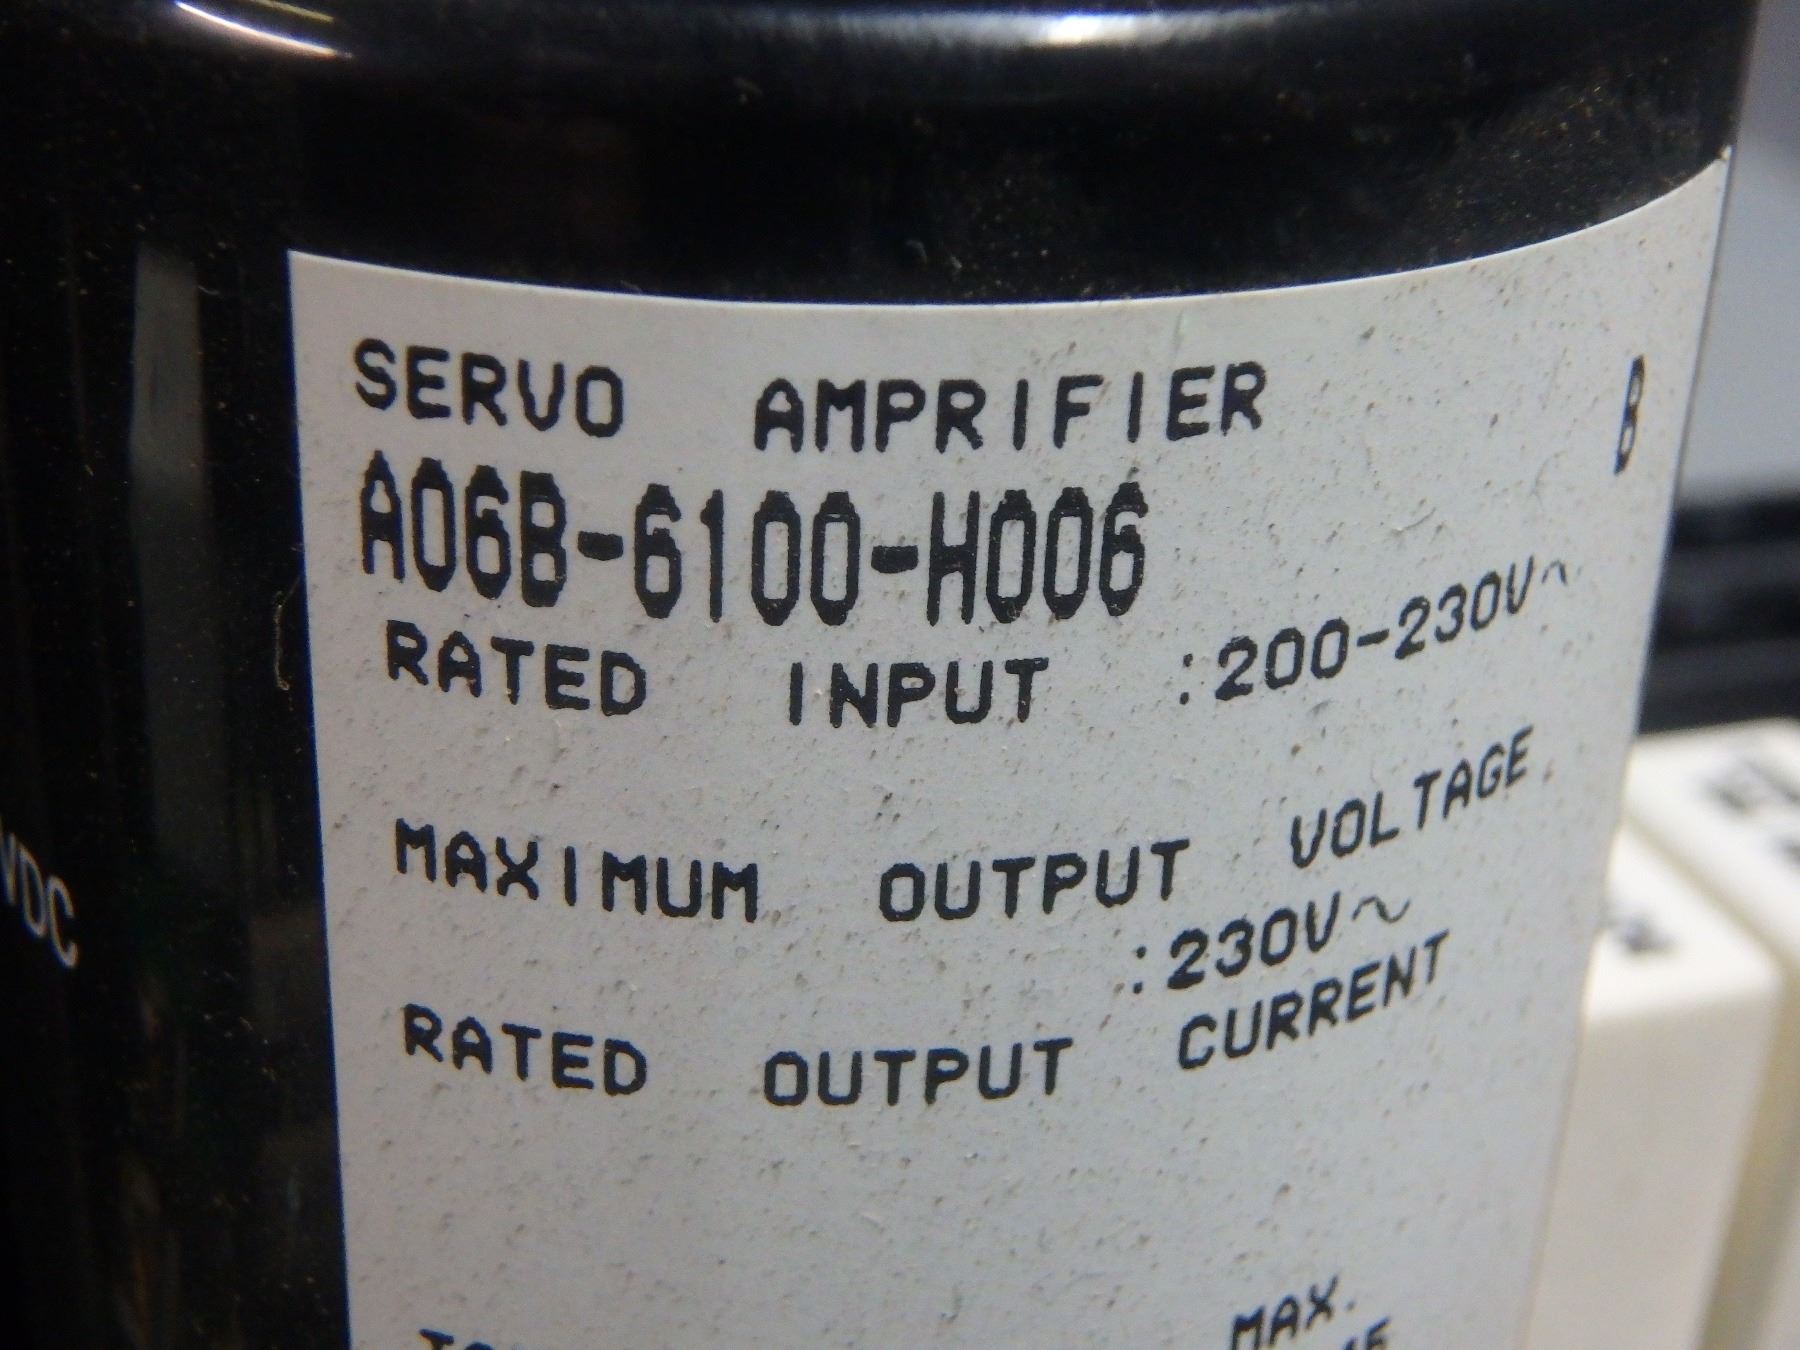 SERVO AMPRIFIER B
A06B-6100-H006
RATED INPUT :200-230V~
MAXIMUM OUTPUT VOLTAGE
:230V~
RATED OUTPUT CURRENT
MAX.
VDC